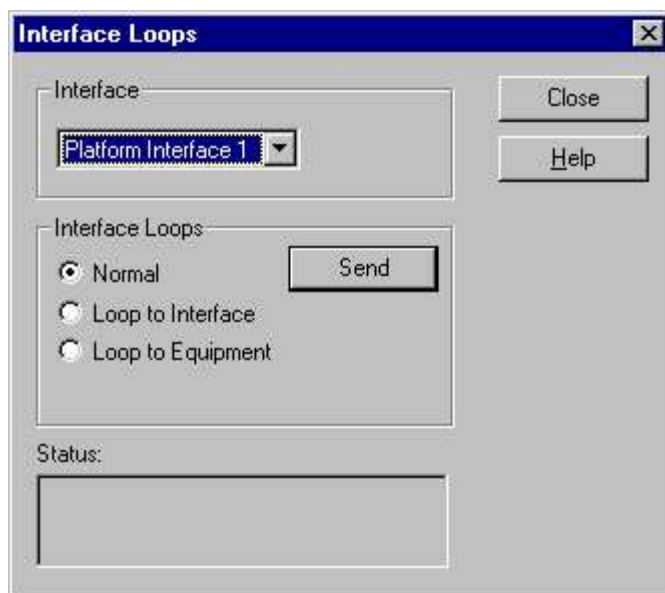 Interface Loops
Interface
Close
Platform Interface 1
Help
Interface Loops
Normal
Send
Loop to Interface
Loop to Equipment
Status: